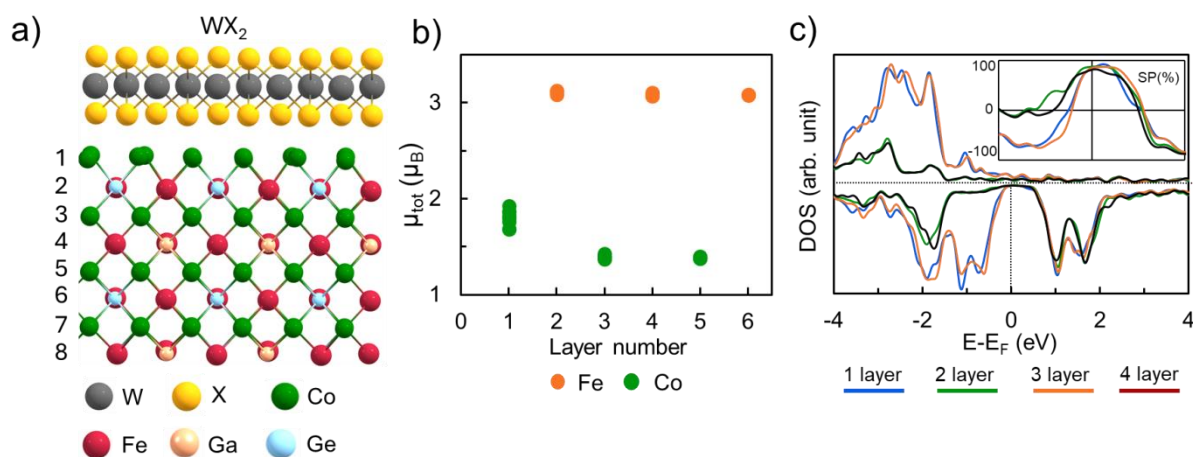 a)
WX2
1
2
3
4
5
6
7
8
W X Co
Fe Ga Ge
b)
μtot (μB)
3
2
1
0 1 2 3 4 5 6
Layer number
Fe Co
c)
DOS (arb. unit)
100
0
-100
SP(%)
-4 -2 0 2 4
E-EF (eV)
1 layer 2 layer 3 layer 4 layer